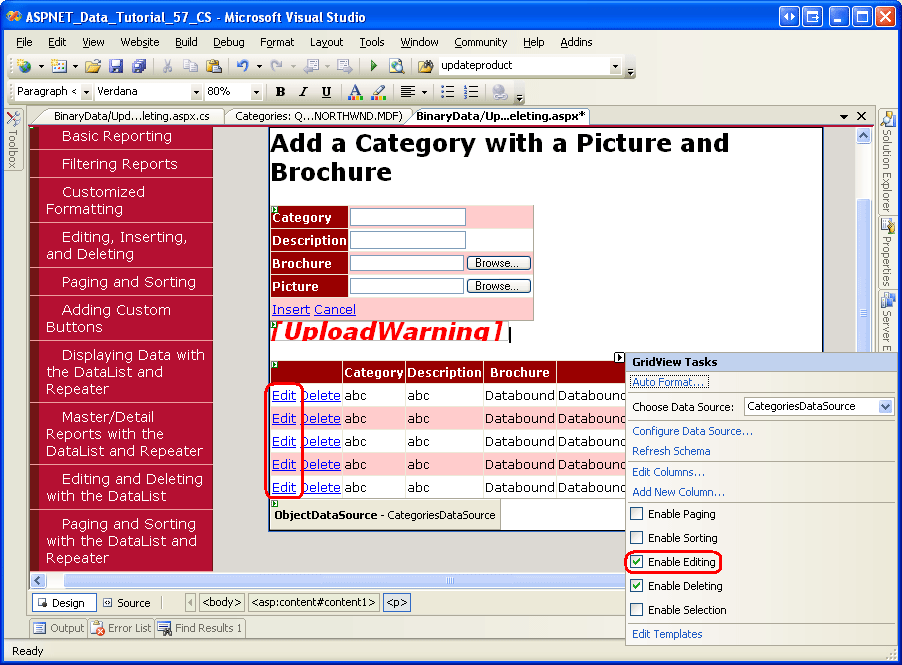 ASPNET_Data_Tutorial_57_CS - Microsoft Visual Studio
File Edit View Website Build Debug Format Layout Tools Window Community Help Addins
updateproduct
Paragraph < Verdana 80% B I U A
BinaryData/Upd...leting.aspx.cs Categories: Q...NORTHWND.MDF) BinaryData/Up...eleting.aspx*
Toolbox
Basic Reporting
Filtering Reports
Customized
Formatting
Editing, Inserting,
and Deleting
Paging and Sorting
Adding Custom
Buttons
Displaying Data with
the DataList and
Repeater
Master/Detail
Reports with the
DataList and Repeater
Editing and Deleting
with the DataList
Paging and Sorting
with the DataList and
Repeater
Add a Category with a Picture and
Brochure
Category
Description
Brochure Browse...
Picture Browse...
Insert Cancel
[UploadWarning]
Category Description Brochure
Edit Delete abc abc Databound Databound
Edit Delete abc abc Databound Databound
Edit Delete abc abc Databound Databound
Edit Delete abc abc Databound Databound
Edit Delete abc abc Databound Databound
ObjectDataSource - CategoriesDataSource
GridView Tasks
Auto Format...
Choose Data Source: CategoriesDataSource
Configure Data Source...
Refresh Schema
Edit Columns...
Add New Column...
Enable Paging
Enable Sorting
Enable Editing
Enable Deleting
Enable Selection
Edit Templates
Solution Explorer
Properties
Server E
Design Source <body> <asp:content#content1> <p>
Output Error List Find Results 1
Ready